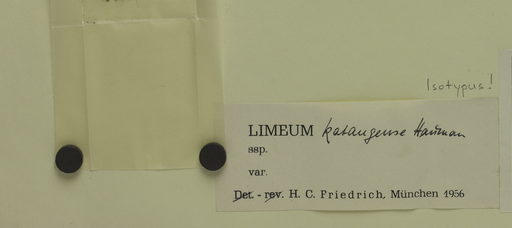 Isotypus!
LIMEUM katangense Hauman
ssp.
var.
Det. - rev. H. C. Friedrich, München 1956